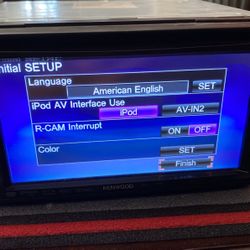 Initial SETUP
Language
American English SET
iPod AV Interface Use
iPod AV-IN2
R-CAM Interrupt
ON OFF
Color
SET
Finish
KENWOOD